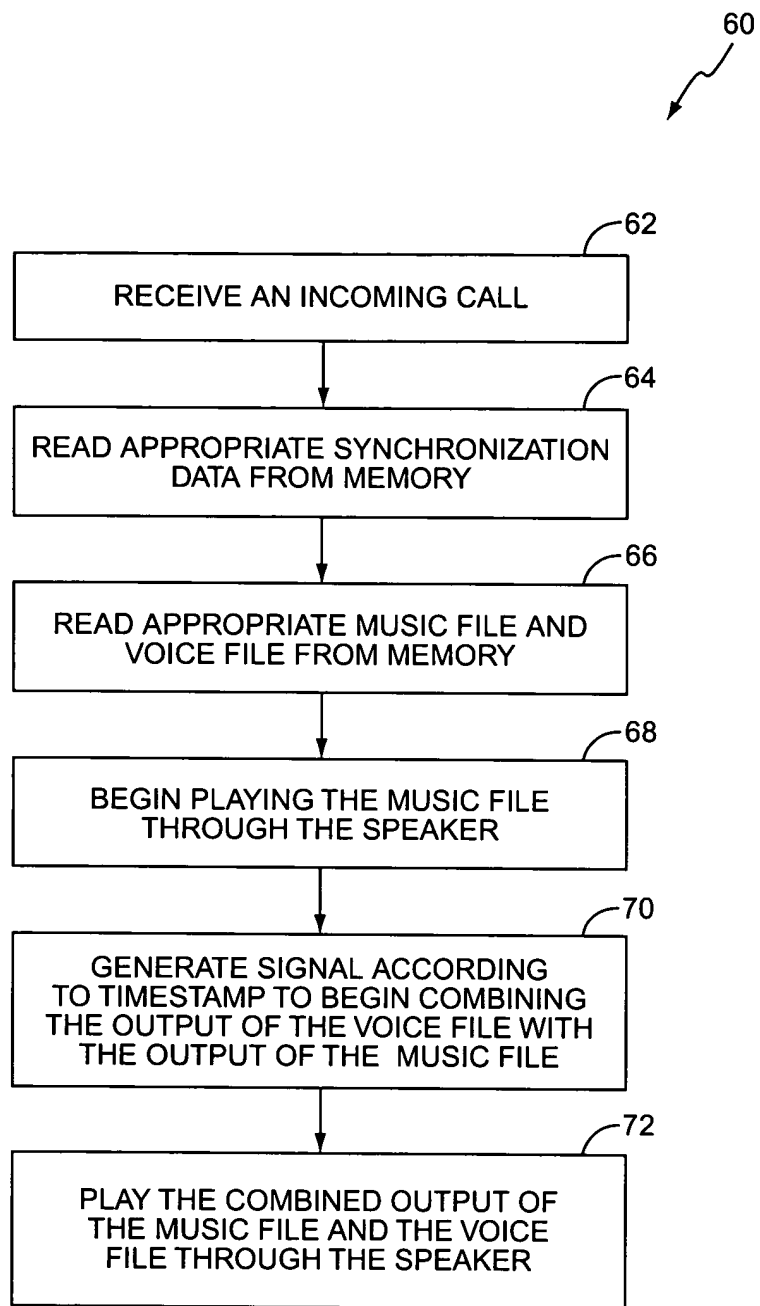 60
62
RECEIVE AN INCOMING CALL
64
READ APPROPRIATE SYNCHRONIZATION
DATA FROM MEMORY
66
READ APPROPRIATE MUSIC FILE AND
VOICE FILE FROM MEMORY
68
BEGIN PLAYING THE MUSIC FILE
THROUGH THE SPEAKER
70
GENERATE SIGNAL ACCORDING
TO TIMESTAMP TO BEGIN COMBINING
THE OUTPUT OF THE VOICE FILE WITH
THE OUTPUT OF THE MUSIC FILE
72
PLAY THE COMBINED OUTPUT OF
THE MUSIC FILE AND THE VOICE
FILE THROUGH THE SPEAKER